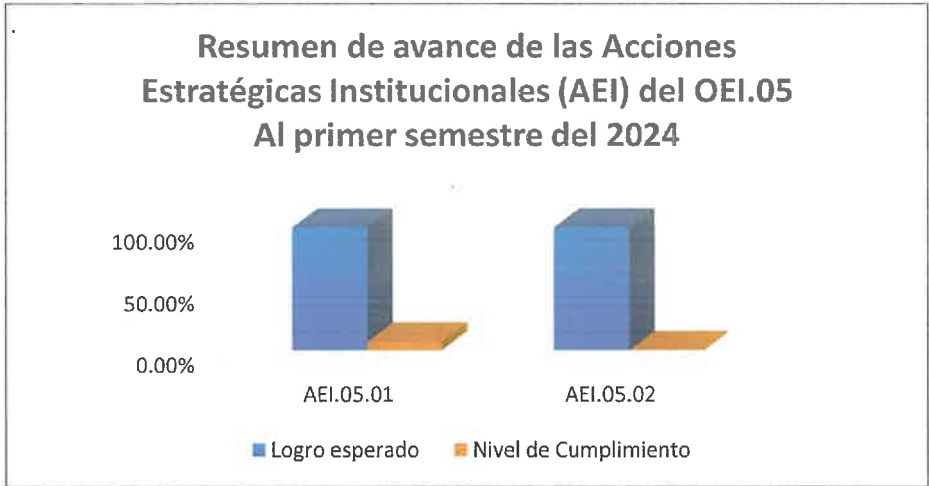 Resumen de avance de las Acciones
Estratégicas Institucionales (AEI) del OEI.05
Al primer semestre del 2024
100.00%
50.00%
0.00%
AEI.05.01
AEI.05.02
Logro esperado
Nivel de Cumplimiento